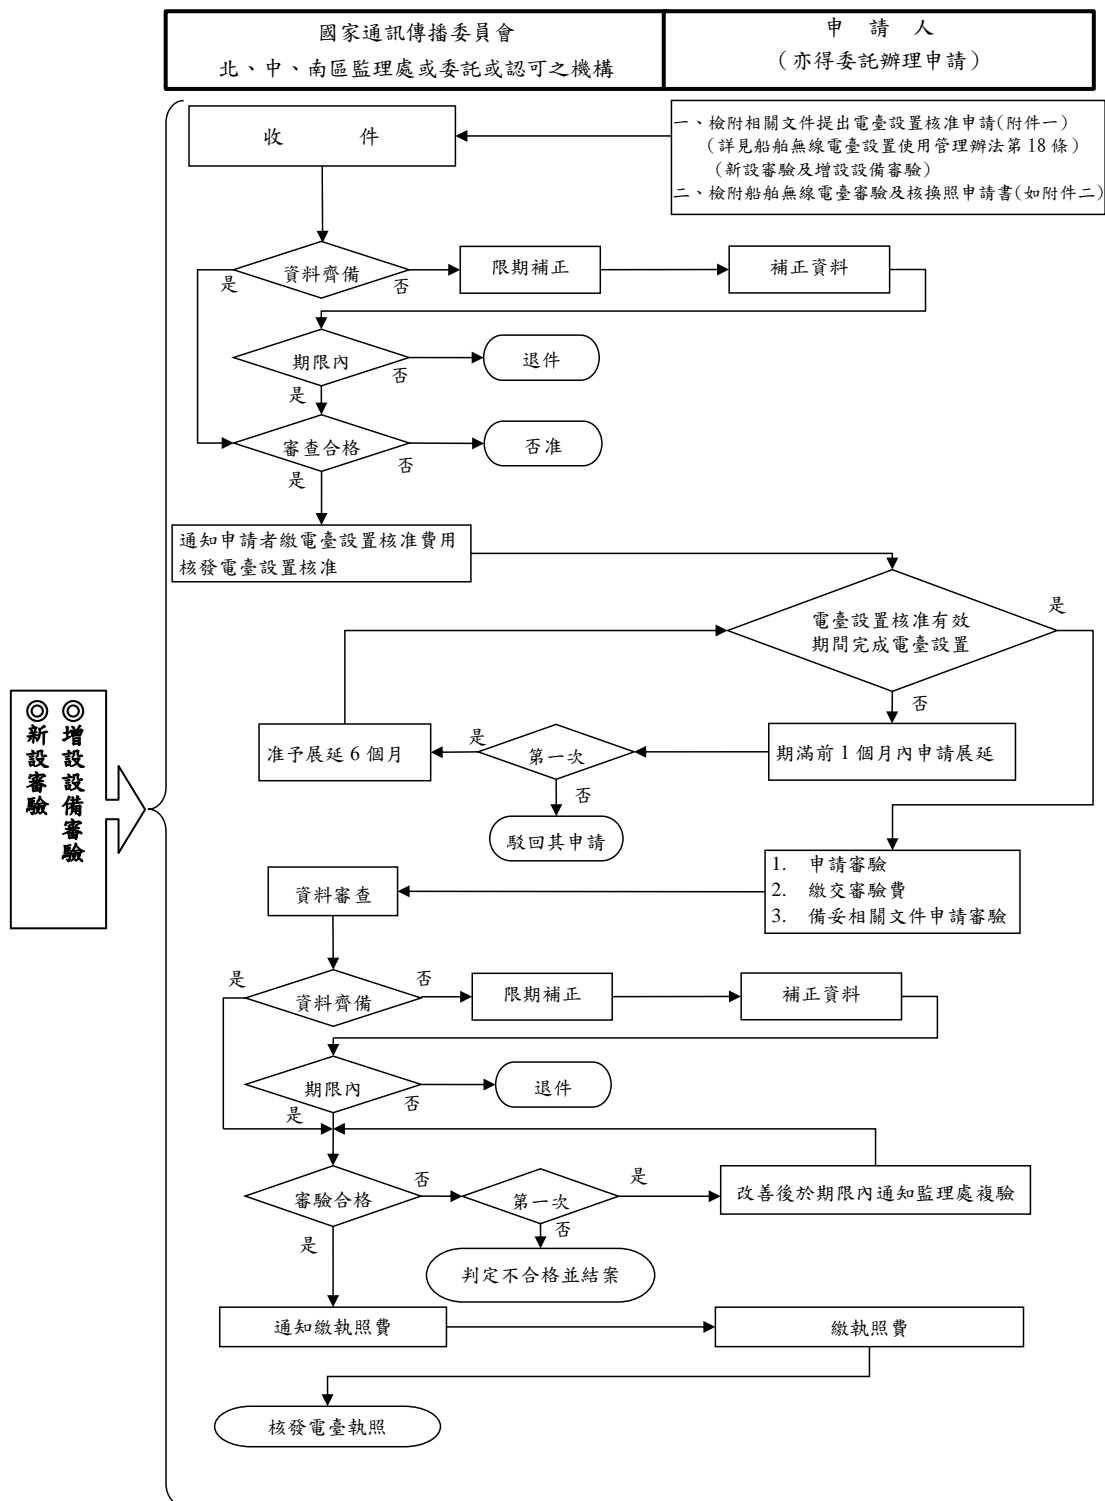 國家通訊傳播委員會
北、中、南區監理處或委託或認可之機構
申 請 人
(亦得委託辦理申請)
收 件
一、檢附相關文件提出電臺設置核准申請(附件一)
(詳見船舶無線電臺設置使用管理辦法第 18 條)
(新設審驗及增設設備審驗)
二、檢附船舶無線電臺審驗及核換照申請書(如附件二)
是
資料齊備
否
限期補正
補正資料
期限內
否
退件
是
審查合格
否
否准
是
通知申請者繳電臺設置核准費用
核發電臺設置核准
電臺設置核准有效
期間完成電臺設置
是
否
准予展延 6 個月
是
第一次
期滿前 1 個月內申請展延
否
駁回其申請
◎增設設備審驗
◎新設審驗
1. 申請審驗
2. 繳交審驗費
3. 備妥相關文件申請審驗
資料審查
是
資料齊備
否
限期補正
補正資料
期限內
否
退件
是
審驗合格
否
第一次
是
改善後於期限內通知監理處複驗
是
否
判定不合格並結案
通知繳執照費
繳執照費
核發電臺執照